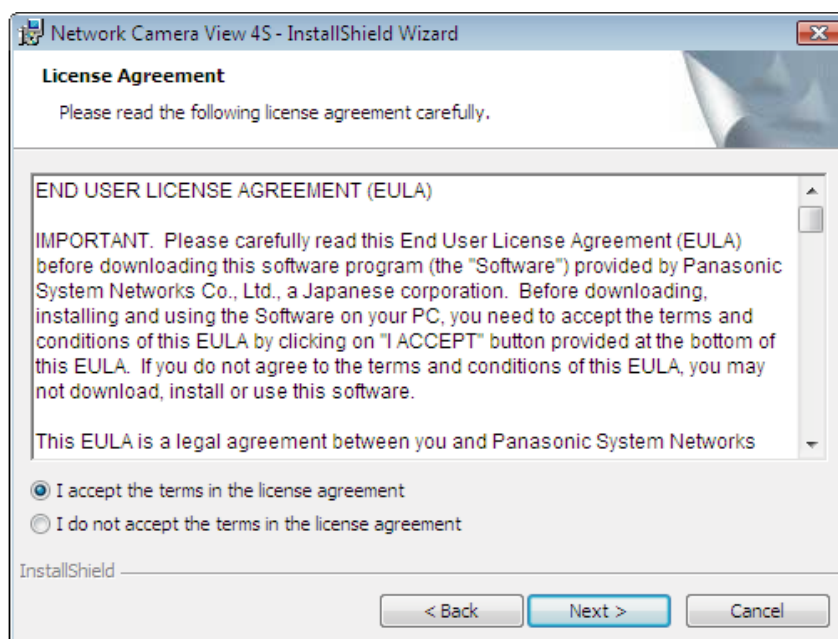 Network Camera View 4S - InstallShield Wizard
License Agreement
Please read the following license agreement carefully.
END USER LICENSE AGREEMENT (EULA)
IMPORTANT.  Please carefully read this End User License Agreement (EULA)
before downloading this software program (the "Software") provided by Panasonic
System Networks Co., Ltd., a Japanese corporation.  Before downloading,
installing and using the Software on your PC, you need to accept the terms and
conditions of this EULA by clicking on "I ACCEPT" button provided at the bottom of
this EULA.  If you do not agree to the terms and conditions of this EULA, you may
not download, install or use this software.
This EULA is a legal agreement between you and Panasonic System Networks
I accept the terms in the license agreement
I do not accept the terms in the license agreement
InstallShield
< Back
Next >
Cancel